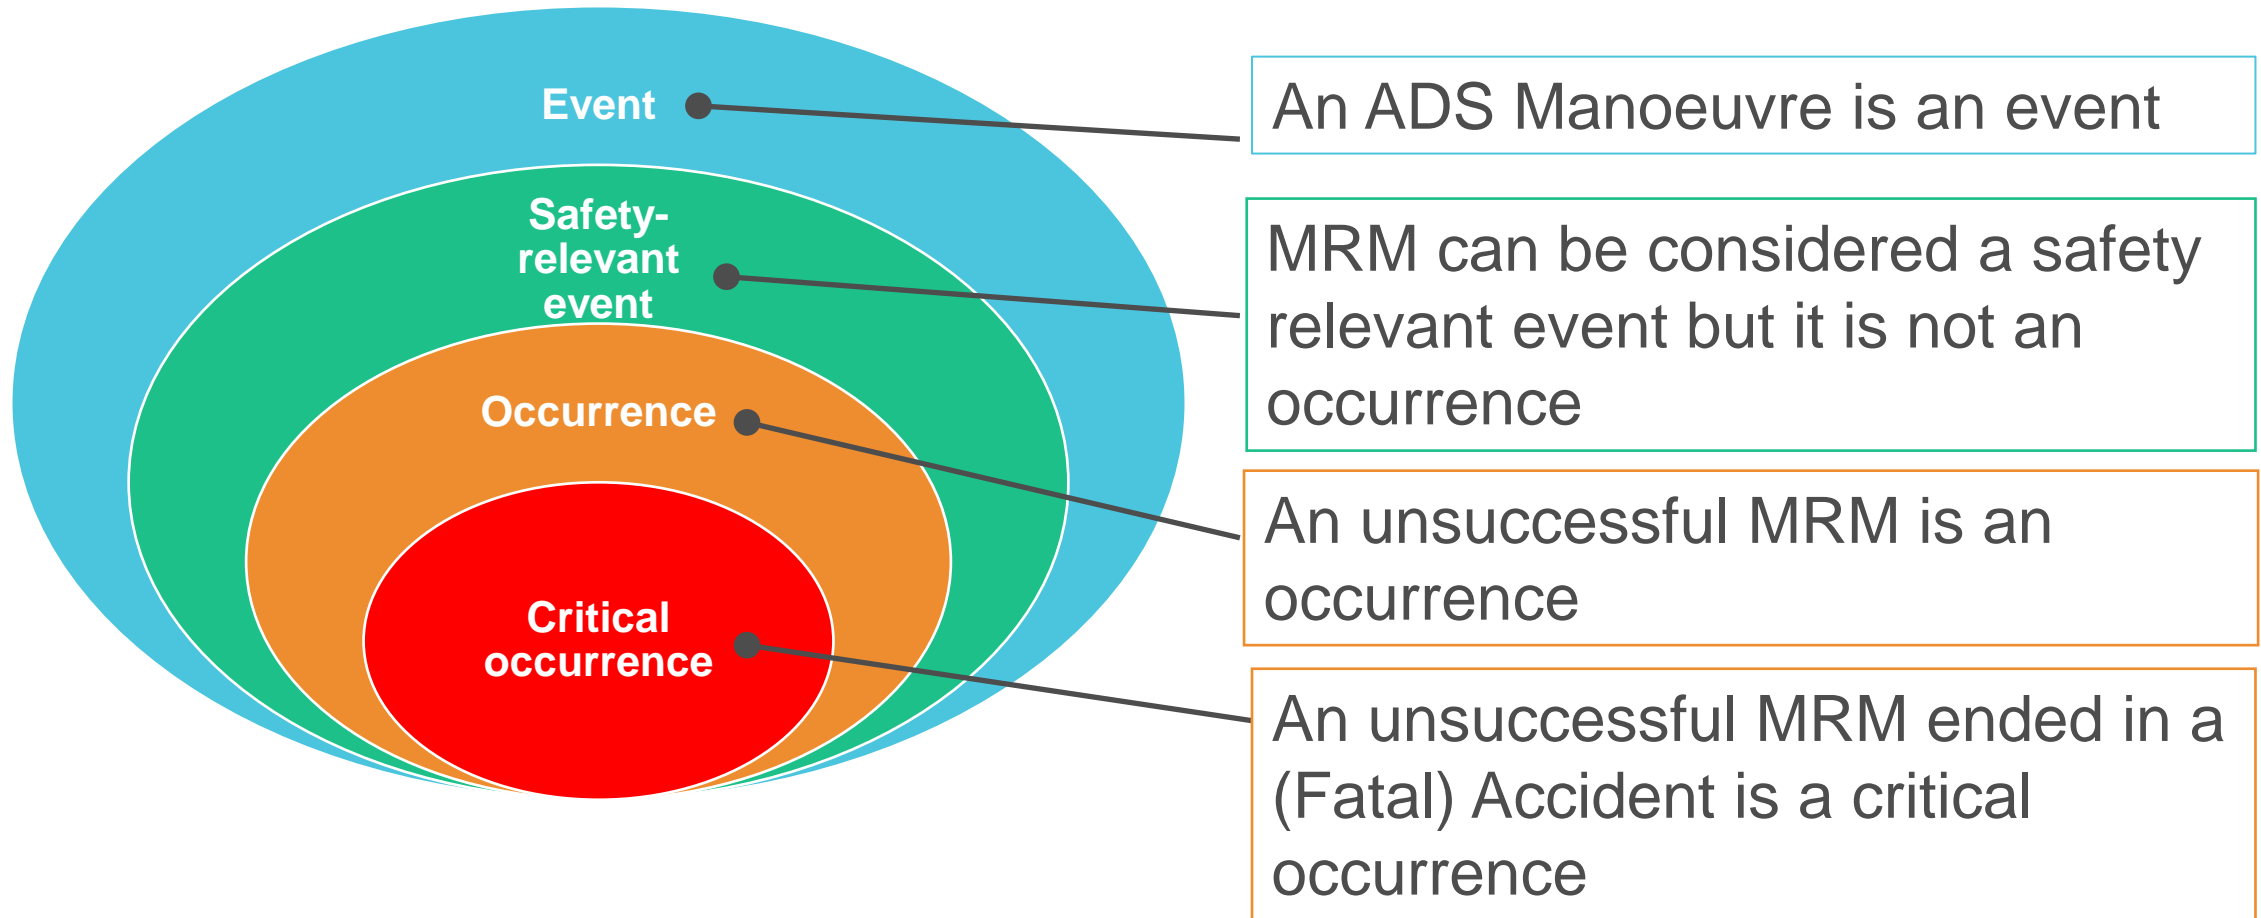 Event
Safety-
relevant
event
Occurrence
Critical
occurrence
An ADS Manoeuvre is an event
MRM can be considered a safety
relevant event but it is not an
occurrence
An unsuccessful MRM is an
occurrence
An unsuccessful MRM ended in a
(Fatal) Accident is a critical
occurrence